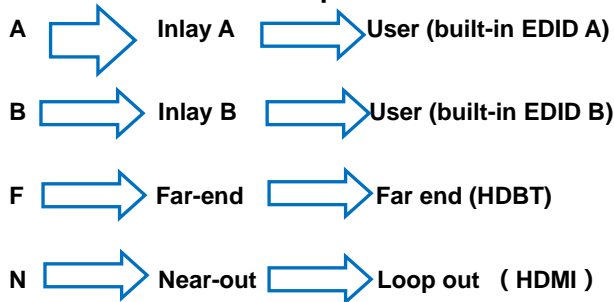 A Inlay A User (built-in EDID A)
B Inlay B User (built-in EDID B)
F Far-end Far end (HDBT)
N Near-out Loop out （ HDMI ）